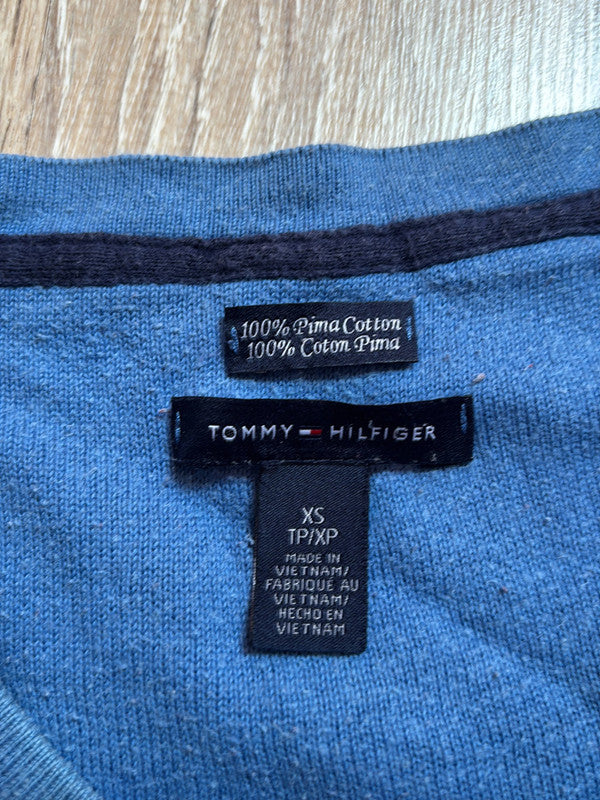 100% Pima Cotton
100% Coton Pima
TOMMY HILFIGER
XS
TP/XP
MADE IN
VIETNAM/
FABRIQUÉ AU
VIETNAM/
HECHO EN
VIETNAM